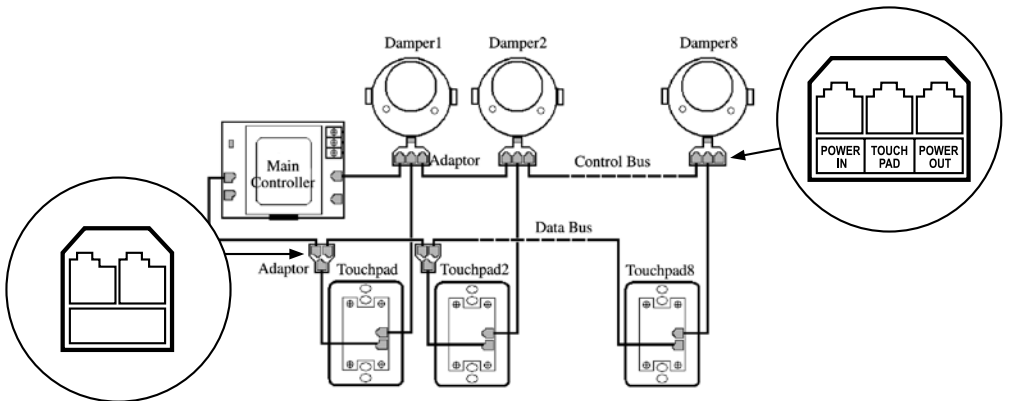 Damper1
Damper2
Damper8
POWER IN
TOUCH PAD
POWER OUT
Main
Controller
Adaptor
Control Bus
Data Bus
Adaptor
Touchpad
Touchpad2
Touchpad8